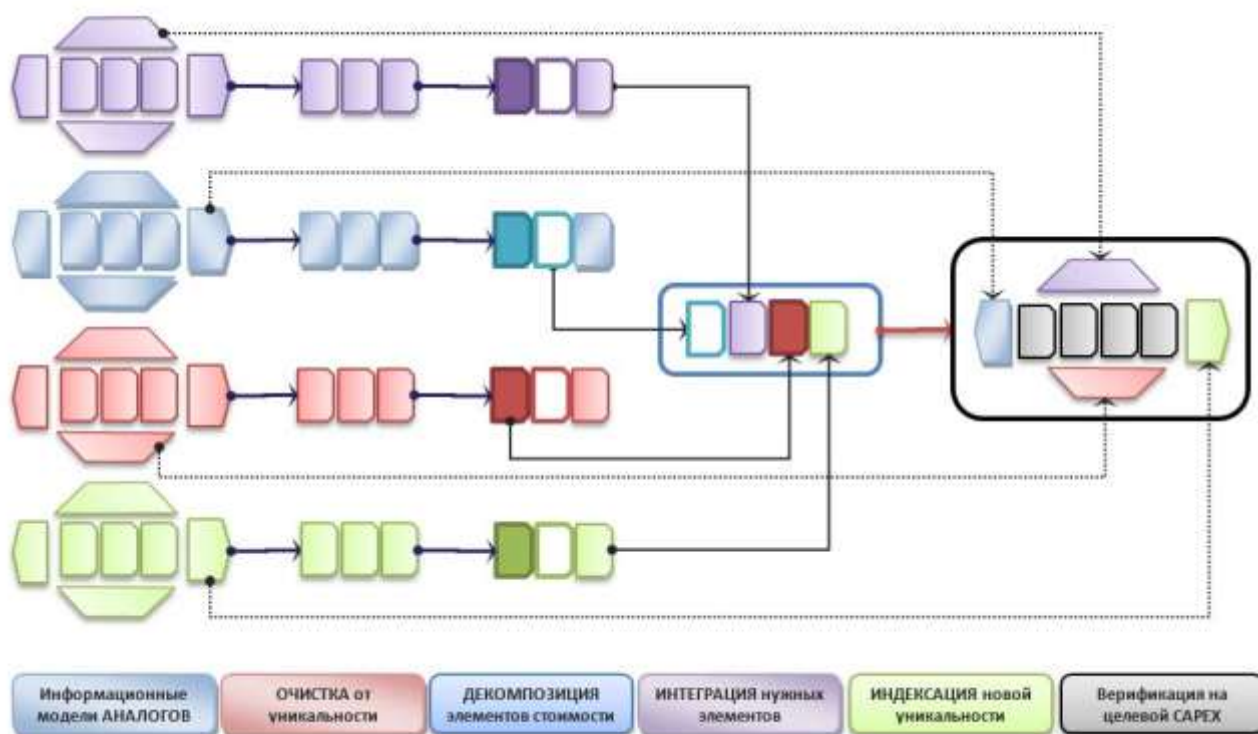 Информационные
модели АНАЛОГОВ
ОЧИСТКА от
уникальности
ДЕКОМПОЗИЦИЯ
элементов стоимости
ИНТЕГРАЦИЯ нужных
элементов
ИНДЕКСАЦИЯ новой
уникальности
Верификация на
целевой CAPEX